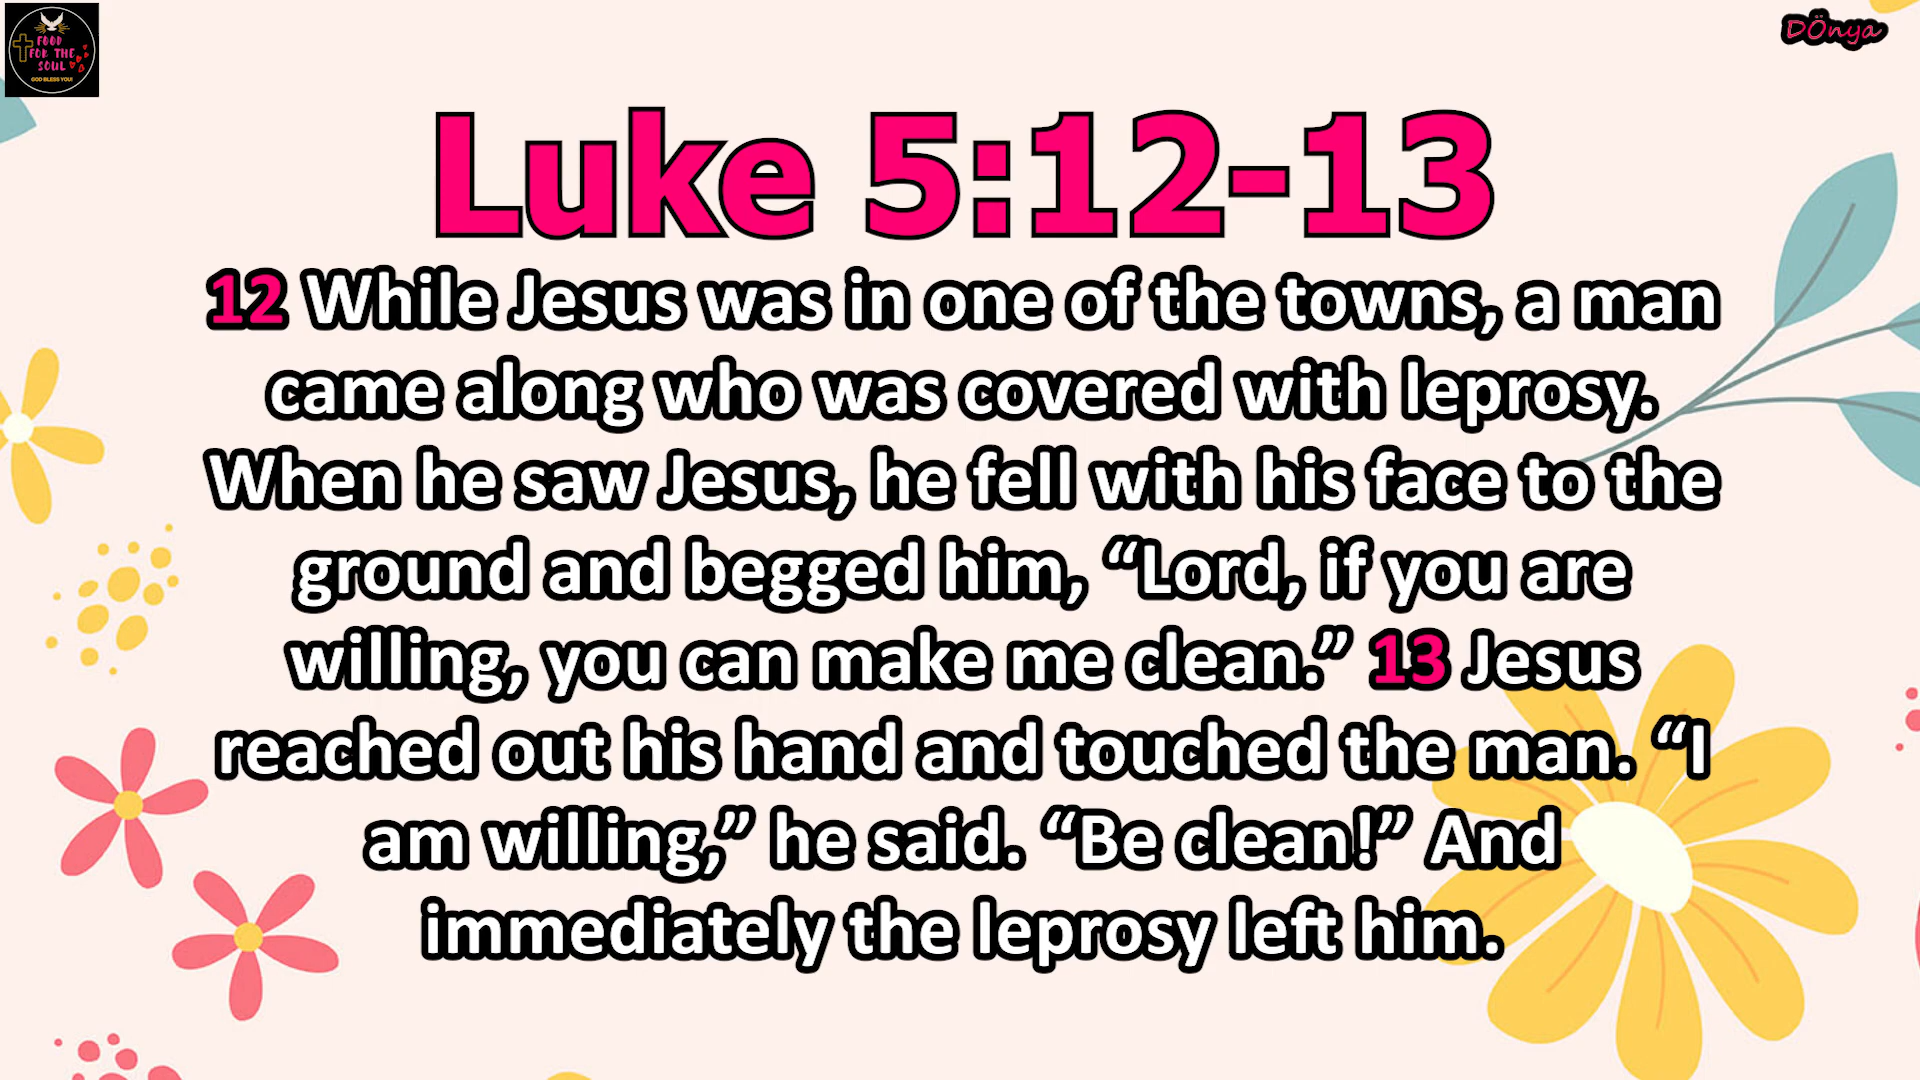 FOOD
FOR THE
SOUL
GOD BLESS YOU!
DÖnya
Luke 5:12-13
12 While Jesus was in one of the towns, a man
came along who was covered with leprosy.
When he saw Jesus, he fell with his face to the
ground and begged him, “Lord, if you are
willing, you can make me clean.” 13 Jesus
reached out his hand and touched the man. “I
am willing,” he said. “Be clean!” And
immediately the leprosy left him.